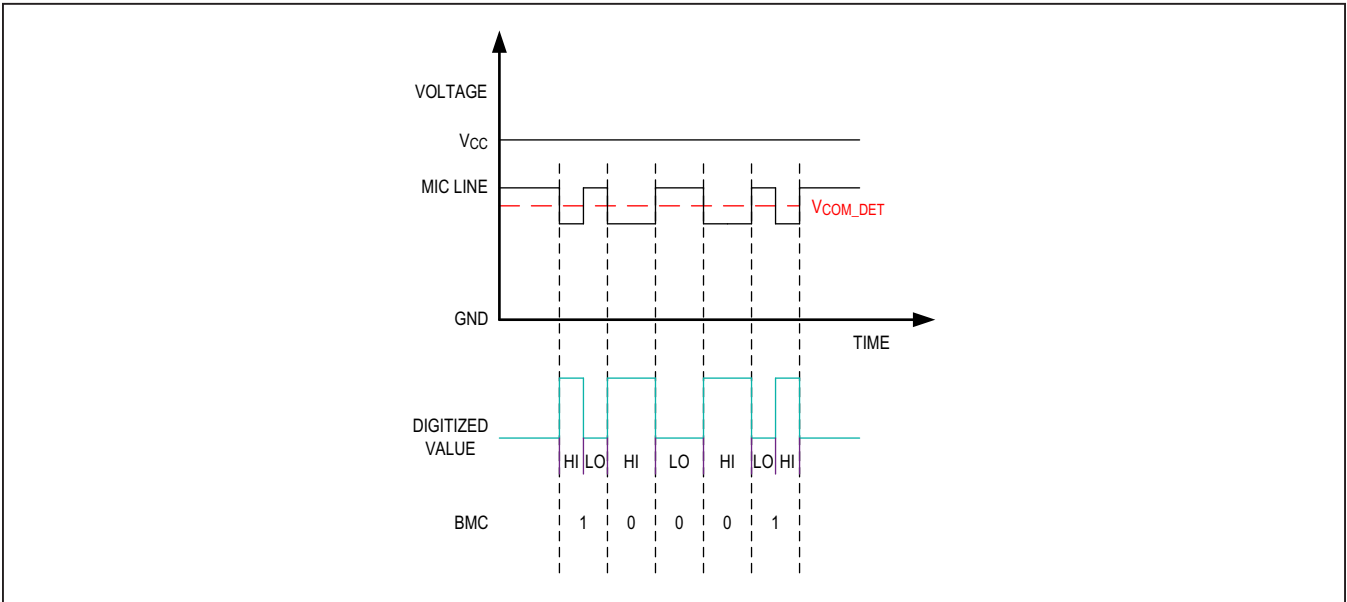 VOLTAGE
VCC
MIC LINE
VCOM_DET
GND
TIME
DIGITIZED
VALUE
HI LO HI LO HI LO HI
BMC 1 0 0 0 1